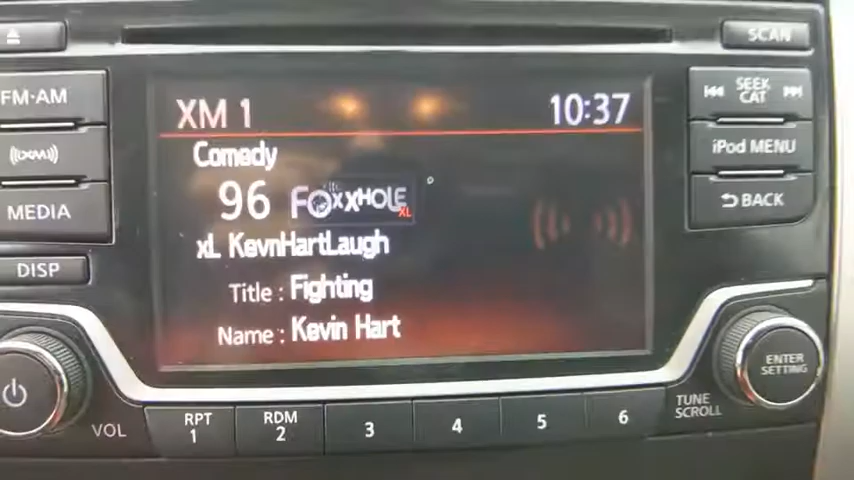 SCAN
FM·AM
SEEK
CAT
XM 1
10:37
Comedy
((XM))
iPod MENU
96 FOXXHOLE XL
MEDIA
BACK
xL KevnHartLaugh
DISP
Title : Fighting
Name : Kevin Hart
ENTER
SETTING
VOL
RPT
1
RDM
2
3
4
5
6
TUNE
SCROLL